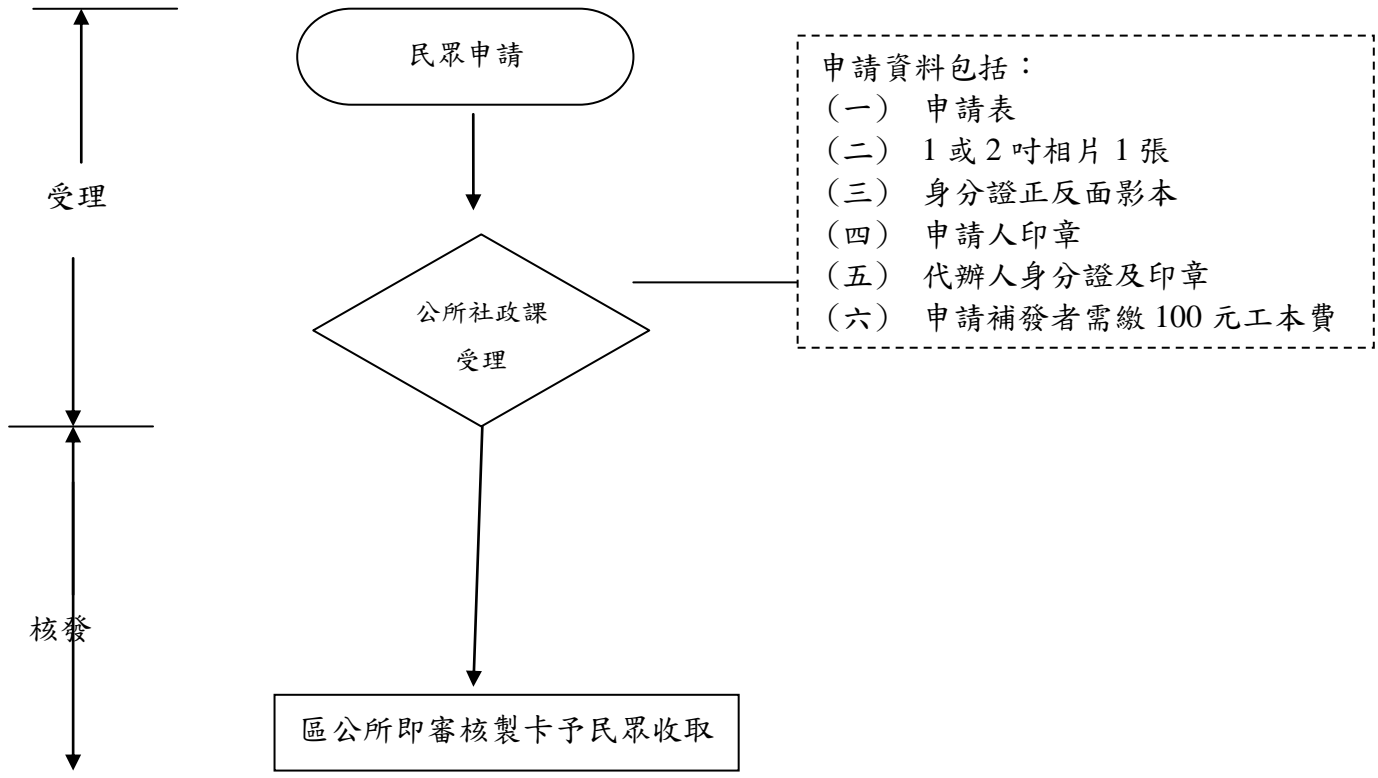 民眾申請
申請資料包括：
（一） 申請表
（二） 1 或 2 吋相片 1 張
（三） 身分證正反面影本
（四） 申請人印章
（五） 代辦人身分證及印章
（六） 申請補發者需繳 100 元工本費
受理
公所社政課
受理
核發
區公所即審核製卡予民眾收取